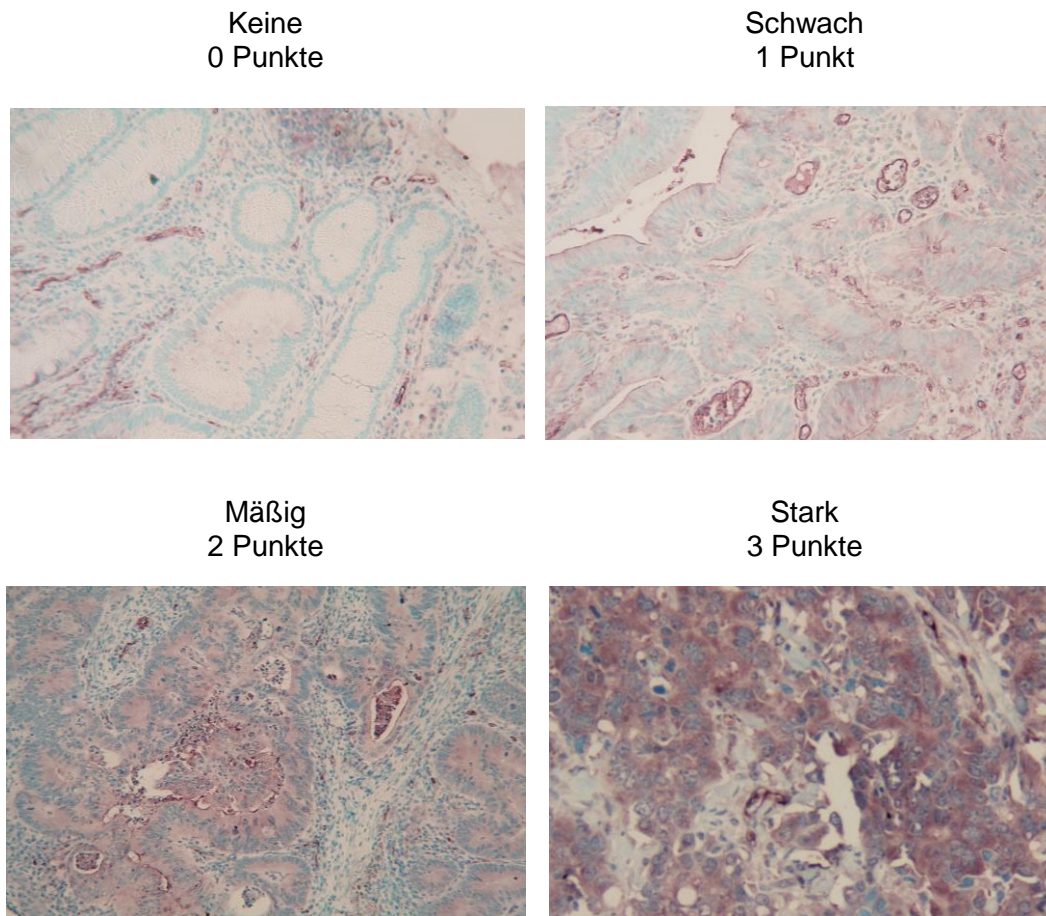 Keine
0 Punkte
Schwach
1 Punkt
Mäßig
2 Punkte
Stark
3 Punkte